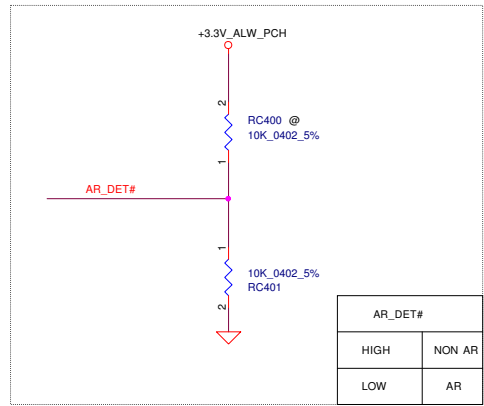 +3.3V_ALW_PCH
2
RC400 @
10K_0402_5%
1
AR_DET#
1
10K_0402_5%
RC401
2
AR_DET#
HIGH NON AR
LOW AR